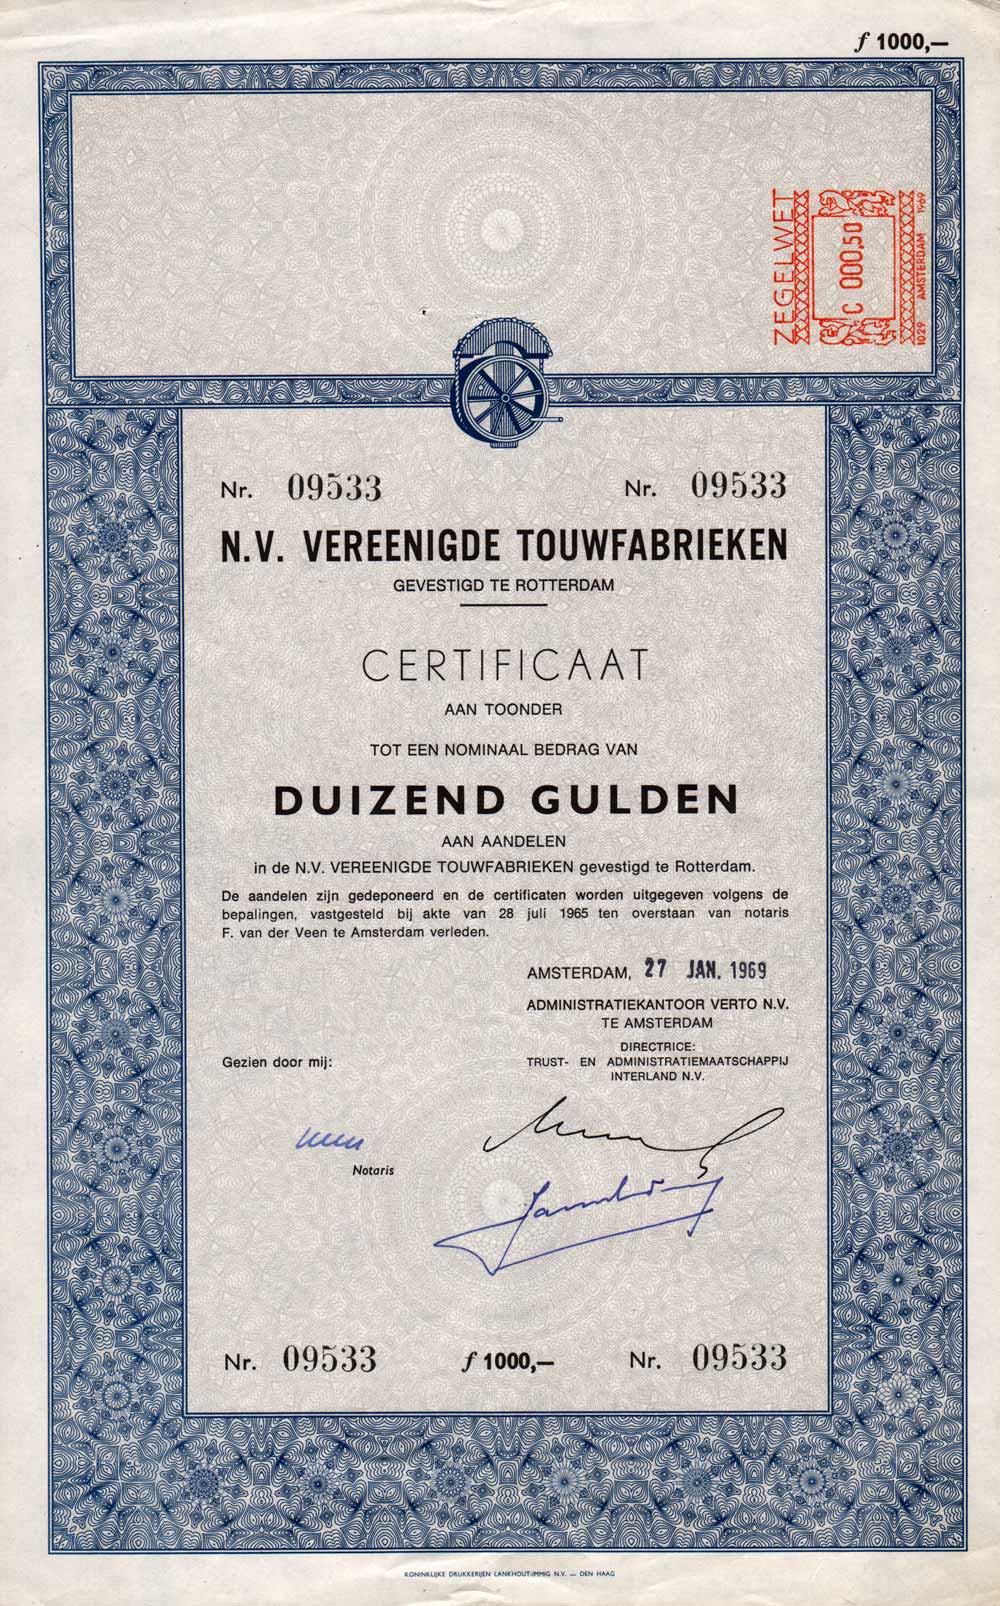 ƒ 1000,—
ZEGELWET
C 000,50
1029 AMSTERDAM 1969
Nr. 09533 Nr. 09533
N.V. VEREENIGDE TOUWFABRIEKEN
GEVESTIGD TE ROTTERDAM
CERTIFICAAT
AAN TOONDER
TOT EEN NOMINAAL BEDRAG VAN
DUIZEND GULDEN
AAN AANDELEN
in de N.V. VEREENIGDE TOUWFABRIEKEN gevestigd te Rotterdam.
De aandelen zijn gedeponeerd en de certificaten worden uitgegeven volgens de
bepalingen, vastgesteld bij akte van 28 juli 1965 ten overstaan van notaris
F. van der Veen te Amsterdam verleden.
AMSTERDAM, 27 JAN. 1969
ADMINISTRATIEKANTOOR VERTO N.V.
TE AMSTERDAM
DIRECTRICE:
Gezien door mij: TRUST- EN ADMINISTRATIEMAATSCHAPPIJ
INTERLAND N.V.
Notaris
Nr. 09533 ƒ 1000,— Nr. 09533
KONINKLIJKE DRUKKERIJEN LANKHOUT-IMMIG N.V. — DEN HAAG